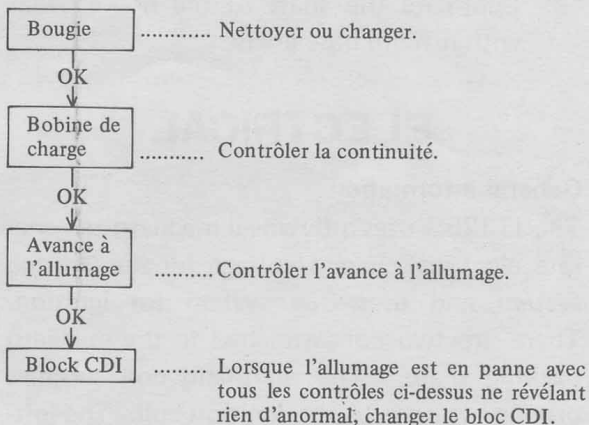 Bougie ........... Nettoyer ou changer.
OK
Bobine de
charge ........... Contrôler la continuité.
OK
Avance à
l'allumage .......... Contrôler l'avance à l'allumage.
OK
Block CDI .......... Lorsque l'allumage est en panne avec
tous les contrôles ci-dessus ne révélant
rien d'anormal, changer le bloc CDI.